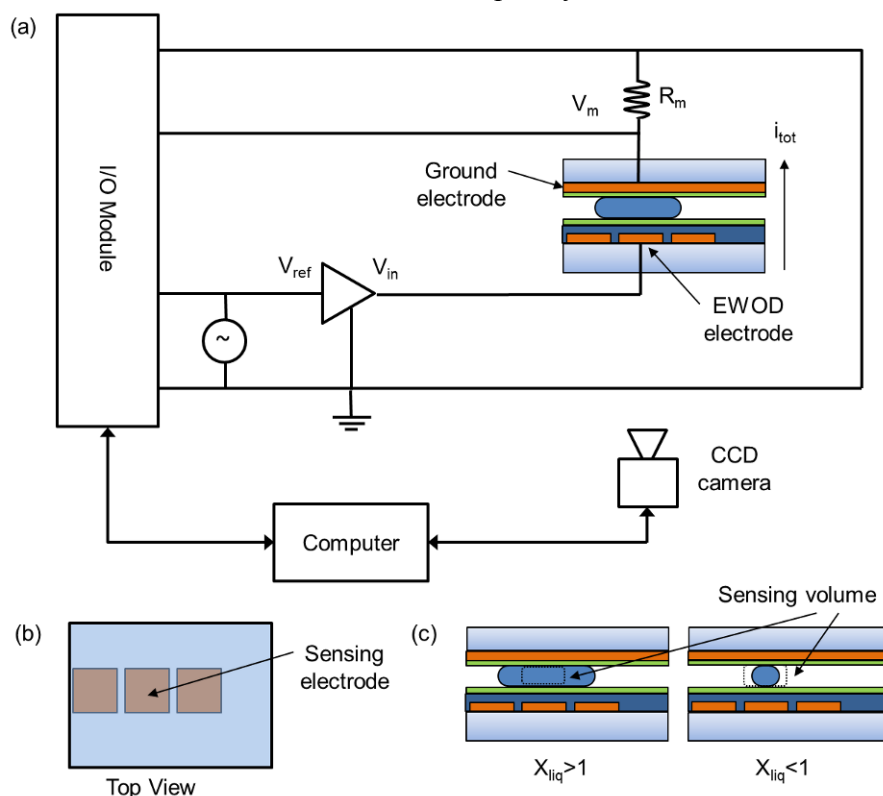 (a)
I/O Module
V_m
R_m
i_tot
Ground
electrode
V_ref
V_in
~
EWOD
electrode
CCD
camera
Computer
Sensing volume
(b)
(c)
Sensing
electrode
Top View
X_liq>1
X_liq<1